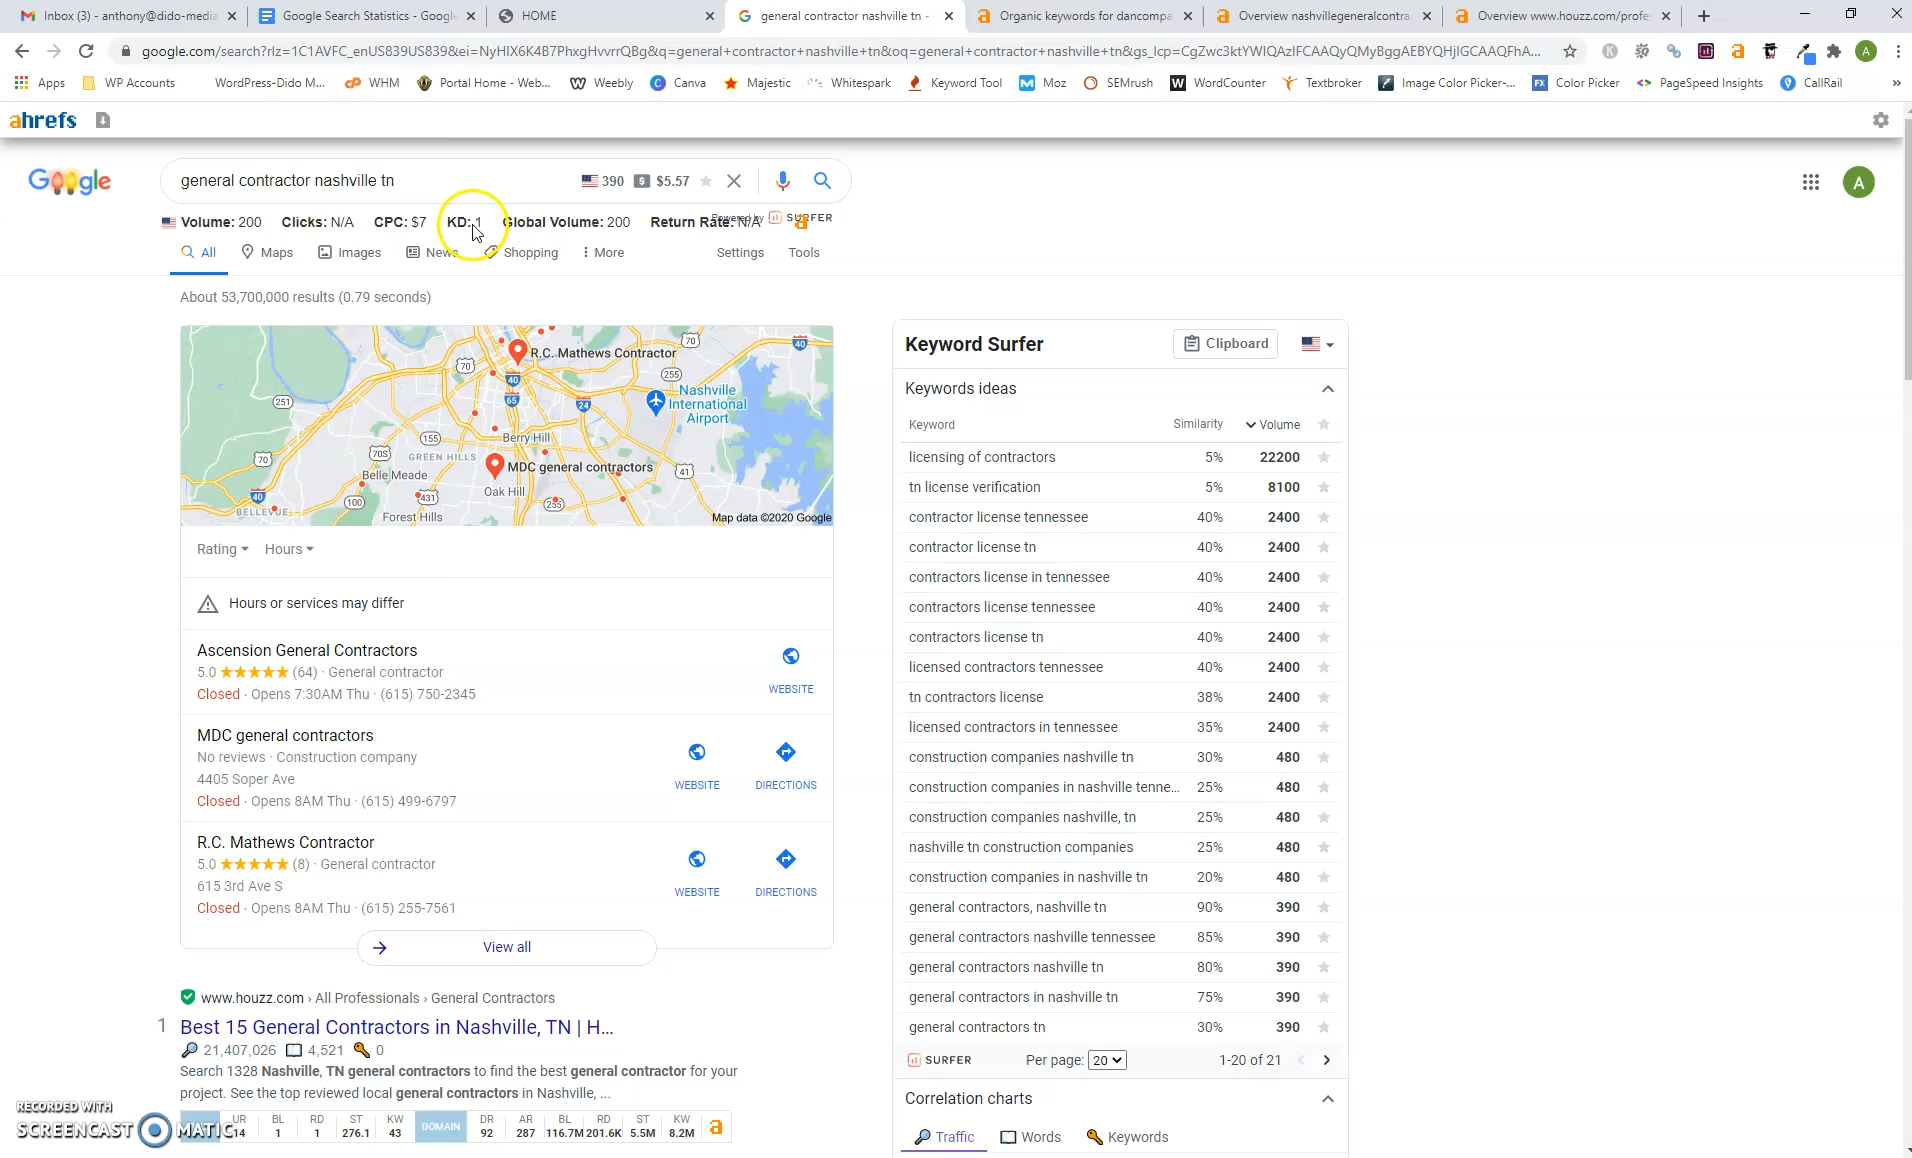 Inbox (3) - anthony@dido-media
Google Search Statistics - Google
HOME
general contractor nashville tn -
Organic keywords for dancompa
Overview nashvillegeneralcontra
Overview www.houzz.com/profes
google.com/search?rlz=1C1AVFC_enUS839US839&ei=NyHIX6K4B7PhxgHvvrrQBg&q=general+contractor+nashville+tn&oq=general+contractor+nashville+tn&gs_lcp=CgZwc3ktYWIQAzIFCAAQyQMyBggAEBYQHjIGCAAQFhA...
Apps WP Accounts WordPress-Dido M... WHM Portal Home - Web... Weebly Canva Majestic Whitespark Keyword Tool Moz SEMrush WordCounter Textbroker Image Color Picker-... Color Picker PageSpeed Insights CallRail »
ahrefs
Google
general contractor nashville tn 390 $5.57
A
Volume: 200 Clicks: N/A CPC: $7 KD: 1 Global Volume: 200 Return Rate: N/A
Powered by SURFER
All Maps Images News Shopping More Settings Tools
About 53,700,000 results (0.79 seconds)
R.C. Mathews Contractor
Nashville
International
Airport
Berry Hill
GREEN HILLS
MDC general contractors
Belle Meade
Oak Hill
BELLEVUE
Forest Hills
Map data ©2020 Google
70
40
70
255
40
65
24
251
155
70S
70
41
100
431
255
40
Rating Hours
Hours or services may differ
Ascension General Contractors
5.0 ★★★★★ (64) · General contractor
Closed · Opens 7:30AM Thu · (615) 750-2345
WEBSITE
MDC general contractors
No reviews · Construction company
4405 Soper Ave
Closed · Opens 8AM Thu · (615) 499-6797
WEBSITE DIRECTIONS
R.C. Mathews Contractor
5.0 ★★★★★ (8) · General contractor
615 3rd Ave S
Closed · Opens 8AM Thu · (615) 255-7561
WEBSITE DIRECTIONS
View all
www.houzz.com › All Professionals › General Contractors
1 Best 15 General Contractors in Nashville, TN | H...
21,407,026 4,521 0
Search 1328 Nashville, TN general contractors to find the best general contractor for your
project. See the top reviewed local general contractors in Nashville, ...
UR BL RD ST KW DOMAIN DR AR BL RD ST KW
14 1 1 276.1 43 92 287 116.7M 201.6K 5.5M 8.2M
RECORDED WITH
SCREENCAST MATIC
Keyword Surfer
Clipboard
Keywords ideas
Keyword Similarity Volume
licensing of contractors 5% 22200
tn license verification 5% 8100
contractor license tennessee 40% 2400
contractor license tn 40% 2400
contractors license in tennessee 40% 2400
contractors license tennessee 40% 2400
contractors license tn 40% 2400
licensed contractors tennessee 40% 2400
tn contractors license 38% 2400
licensed contractors in tennessee 35% 2400
construction companies nashville tn 30% 480
construction companies in nashville tenne... 25% 480
construction companies nashville, tn 25% 480
nashville tn construction companies 25% 480
construction companies in nashville tn 20% 480
general contractors, nashville tn 90% 390
general contractors nashville tennessee 85% 390
general contractors nashville tn 80% 390
general contractors in nashville tn 75% 390
general contractors tn 30% 390
SURFER Per page: 20 1-20 of 21
Correlation charts
Traffic Words Keywords